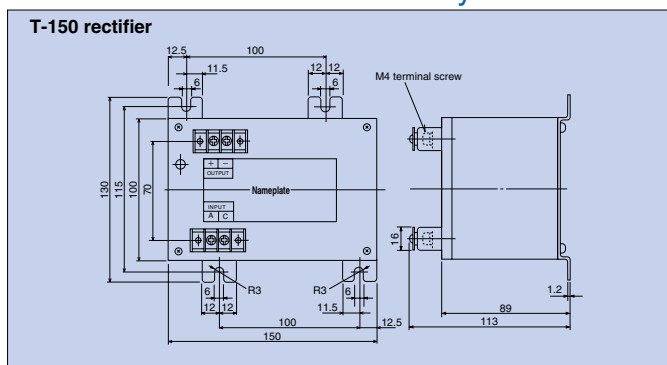 T-150 rectifier
12.5 100
11.5 12 12
6 6
M4 terminal screw
+ −
OUTPUT
Nameplate
INPUT
A C
130
115
100
70
16
R3 R3
6 6
12 12 11.5
100 12.5
150
1.2
89
113